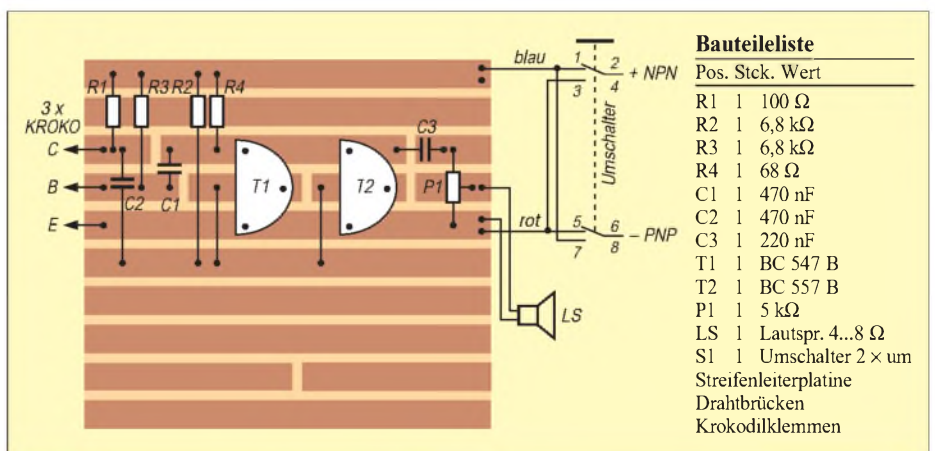 blau
1 2
3 4
+ NPN
Umschalter
rot
5 6
7 8
– PNP
R1
R3
R2
R4
3 x
KROKO
C
B
E
C2
C1
T1
T2
C3
P1
LS
Bauteileliste
Pos. Stck. Wert
R1 1 100 Ω
R2 1 6,8 kΩ
R3 1 6,8 kΩ
R4 1 68 Ω
C1 1 470 nF
C2 1 470 nF
C3 1 220 nF
T1 1 BC 547 B
T2 1 BC 557 B
P1 1 5 kΩ
LS 1 Lautspr. 4...8 Ω
S1 1 Umschalter 2 × um
Streifenleiterplatine
Drahtbrücken
Krokodilklemmen